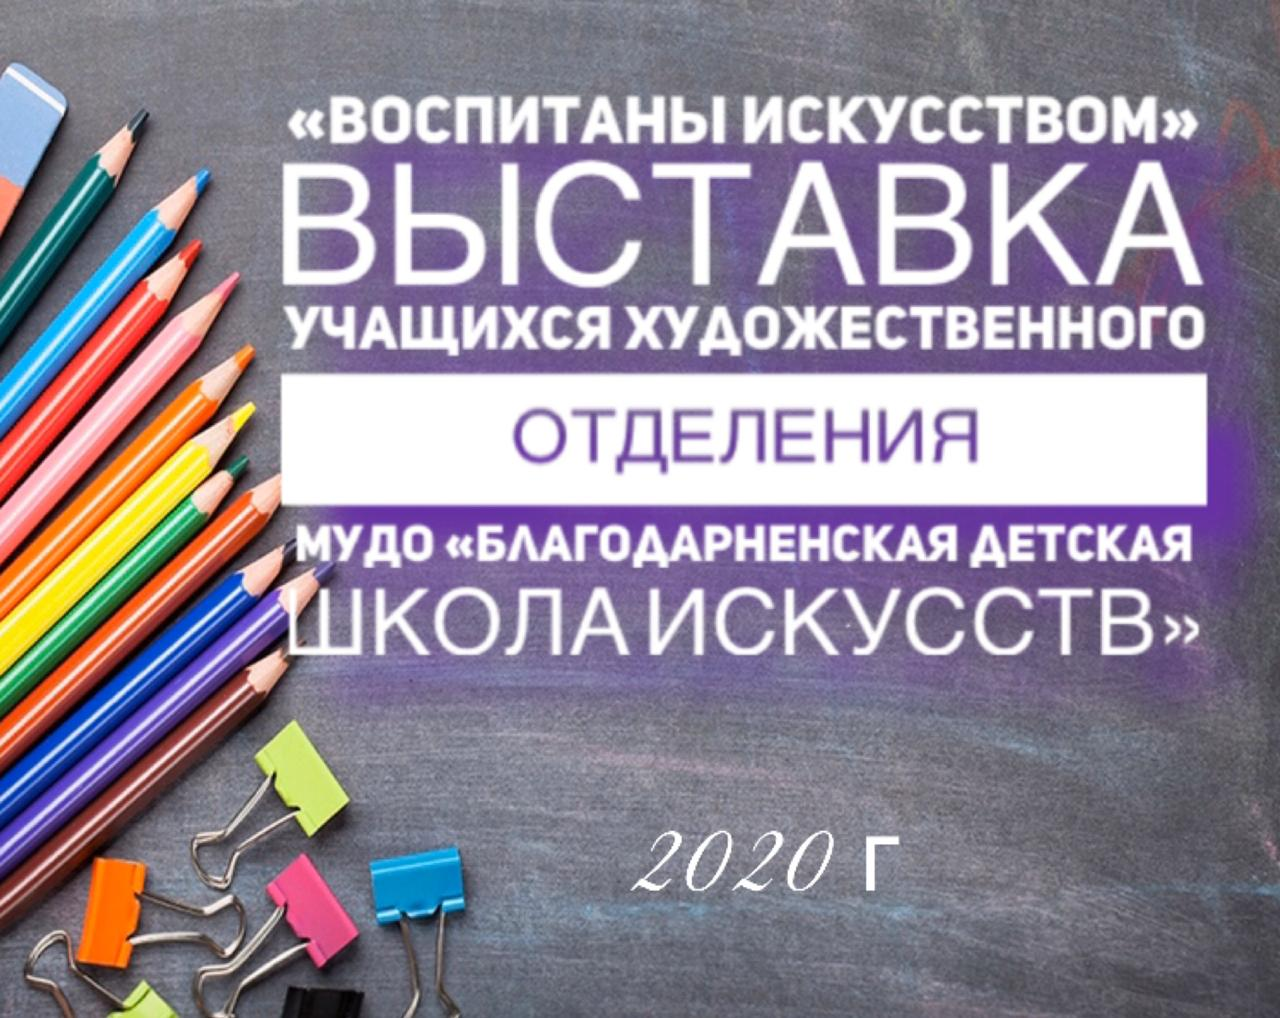 «ВОСПИТАНЫ ИСКУССТВОМ»
ВЫСТАВКА
УЧАЩИХСЯ ХУДОЖЕСТВЕННОГО
ОТДЕЛЕНИЯ
МУДО «БЛАГОДАРНЕНСКАЯ ДЕТСКАЯ
ШКОЛА ИСКУССТВ»
2020 Г